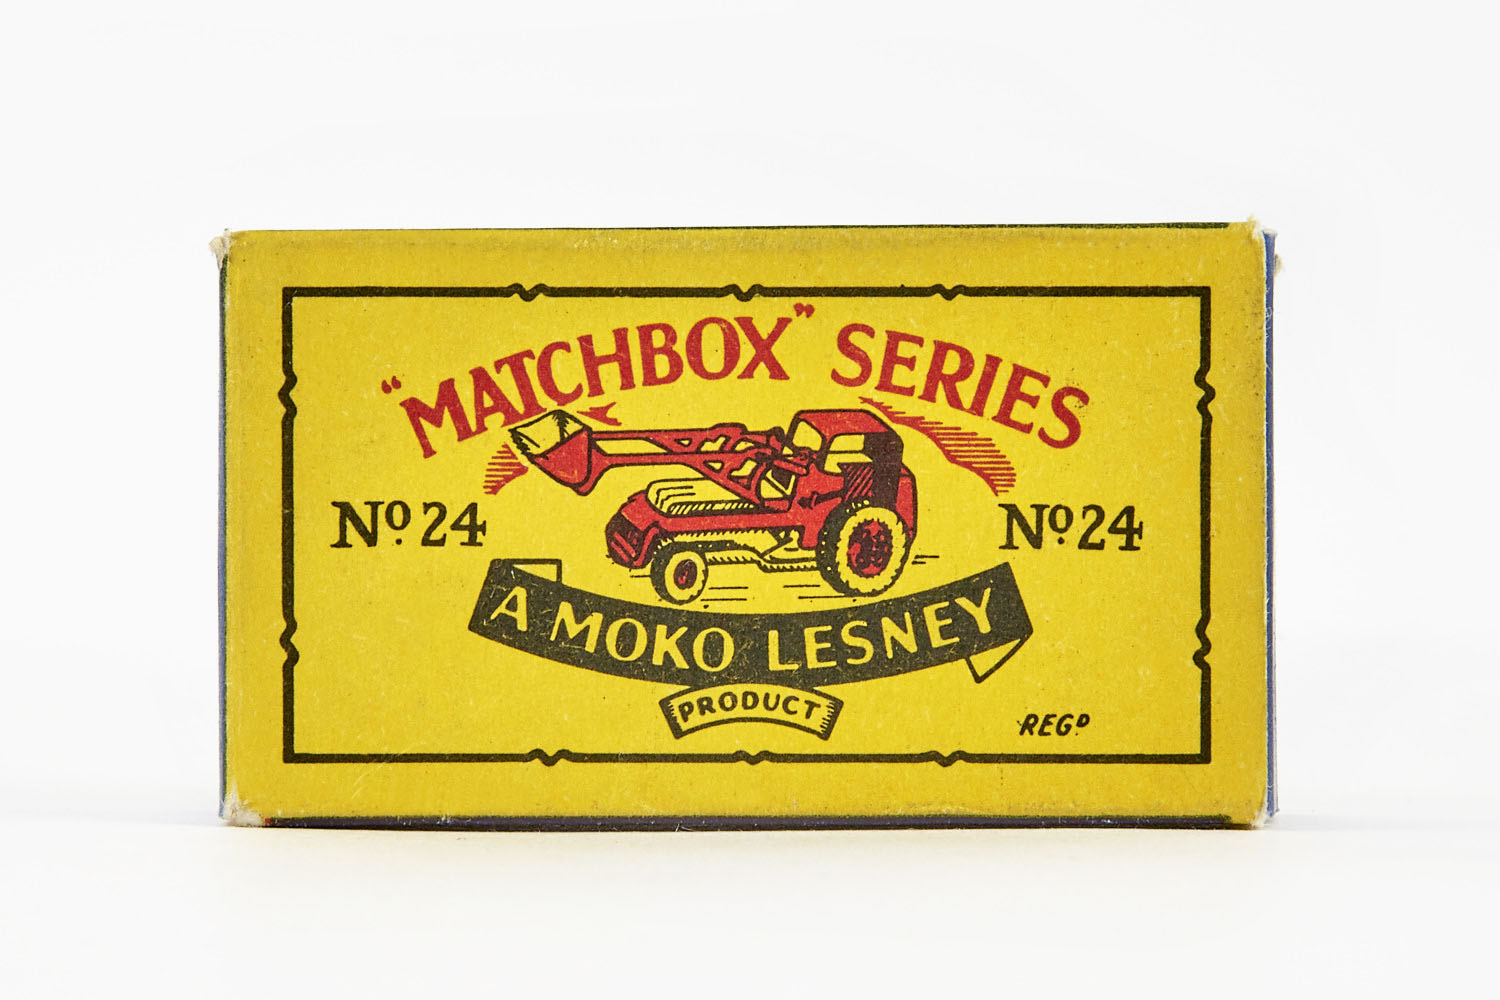 "MATCHBOX" SERIES
Nº. 24
Nº. 24
A MOKO LESNEY
PRODUCT
REGᴰ.